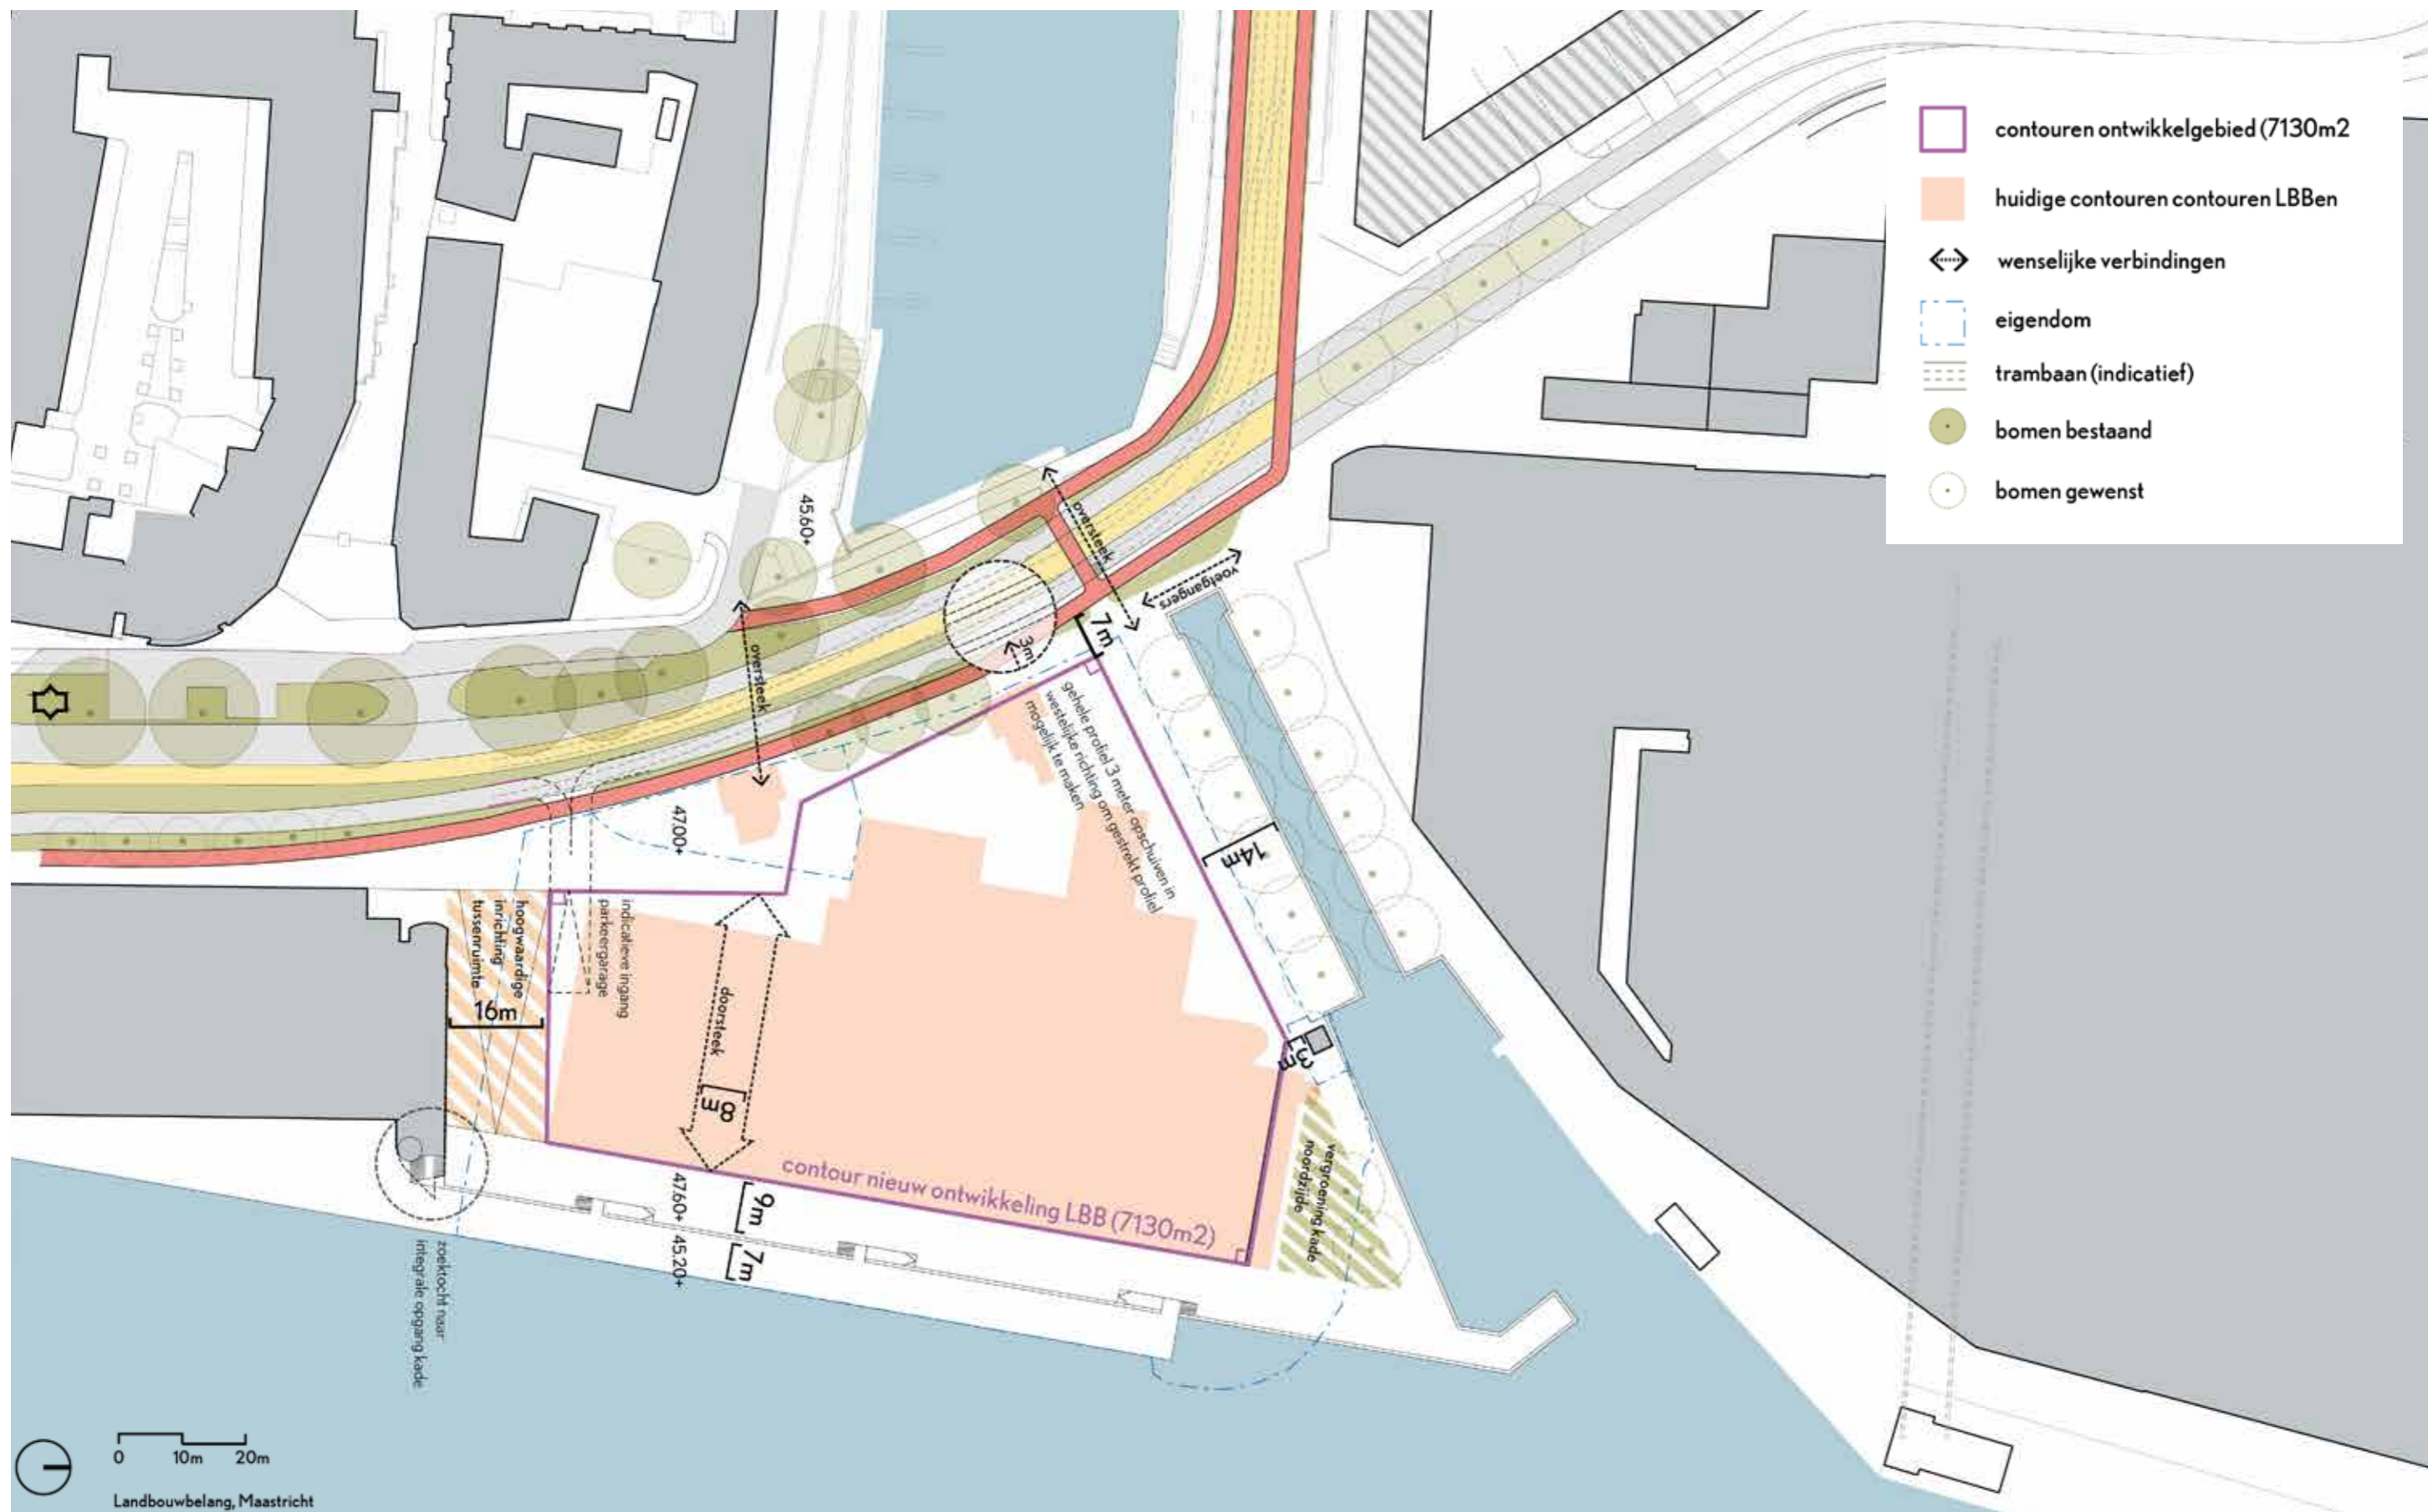 contouren ontwikkelgebied (7130m2
huidige contouren contouren LBBen
wenselijke verbindingen
eigendom
trambaan (indicatief)
bomen bestaand
bomen gewenst
45.60+
oversteek
voetgangers
7m
3m
oversteek
gehele profiel 3 meter opschuiven in
westelijke richting om gestrekt profiel
mogelijk te maken
47.00+
14m
hoogwaardige
inrichting
tussenruimte
16m
indicatieve ingang
parkeergarage
doorsteek
8m
3m
vergroening kade
noordzijde
contour nieuw ontwikkeling LBB (7130m2)
47.60+
9m
45.20+
7m
zoektocht naar
integrale opgang kade
0 10m 20m
Landbouwbelang, Maastricht